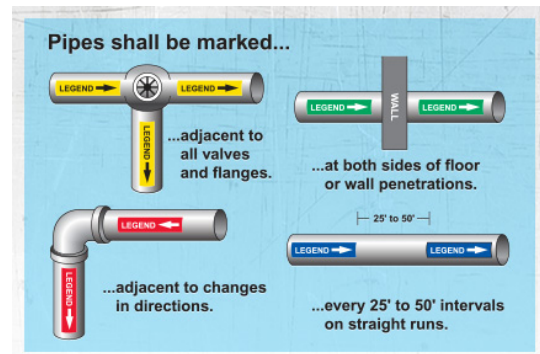 Pipes shall be marked...
LEGEND
LEGEND
LEGEND
...adjacent to
all valves
and flanges.
LEGEND
WALL
LEGEND
...at both sides of floor
or wall penetrations.
LEGEND
LEGEND
...adjacent to changes
in directions.
25' to 50'
LEGEND
LEGEND
...every 25' to 50' intervals
on straight runs.